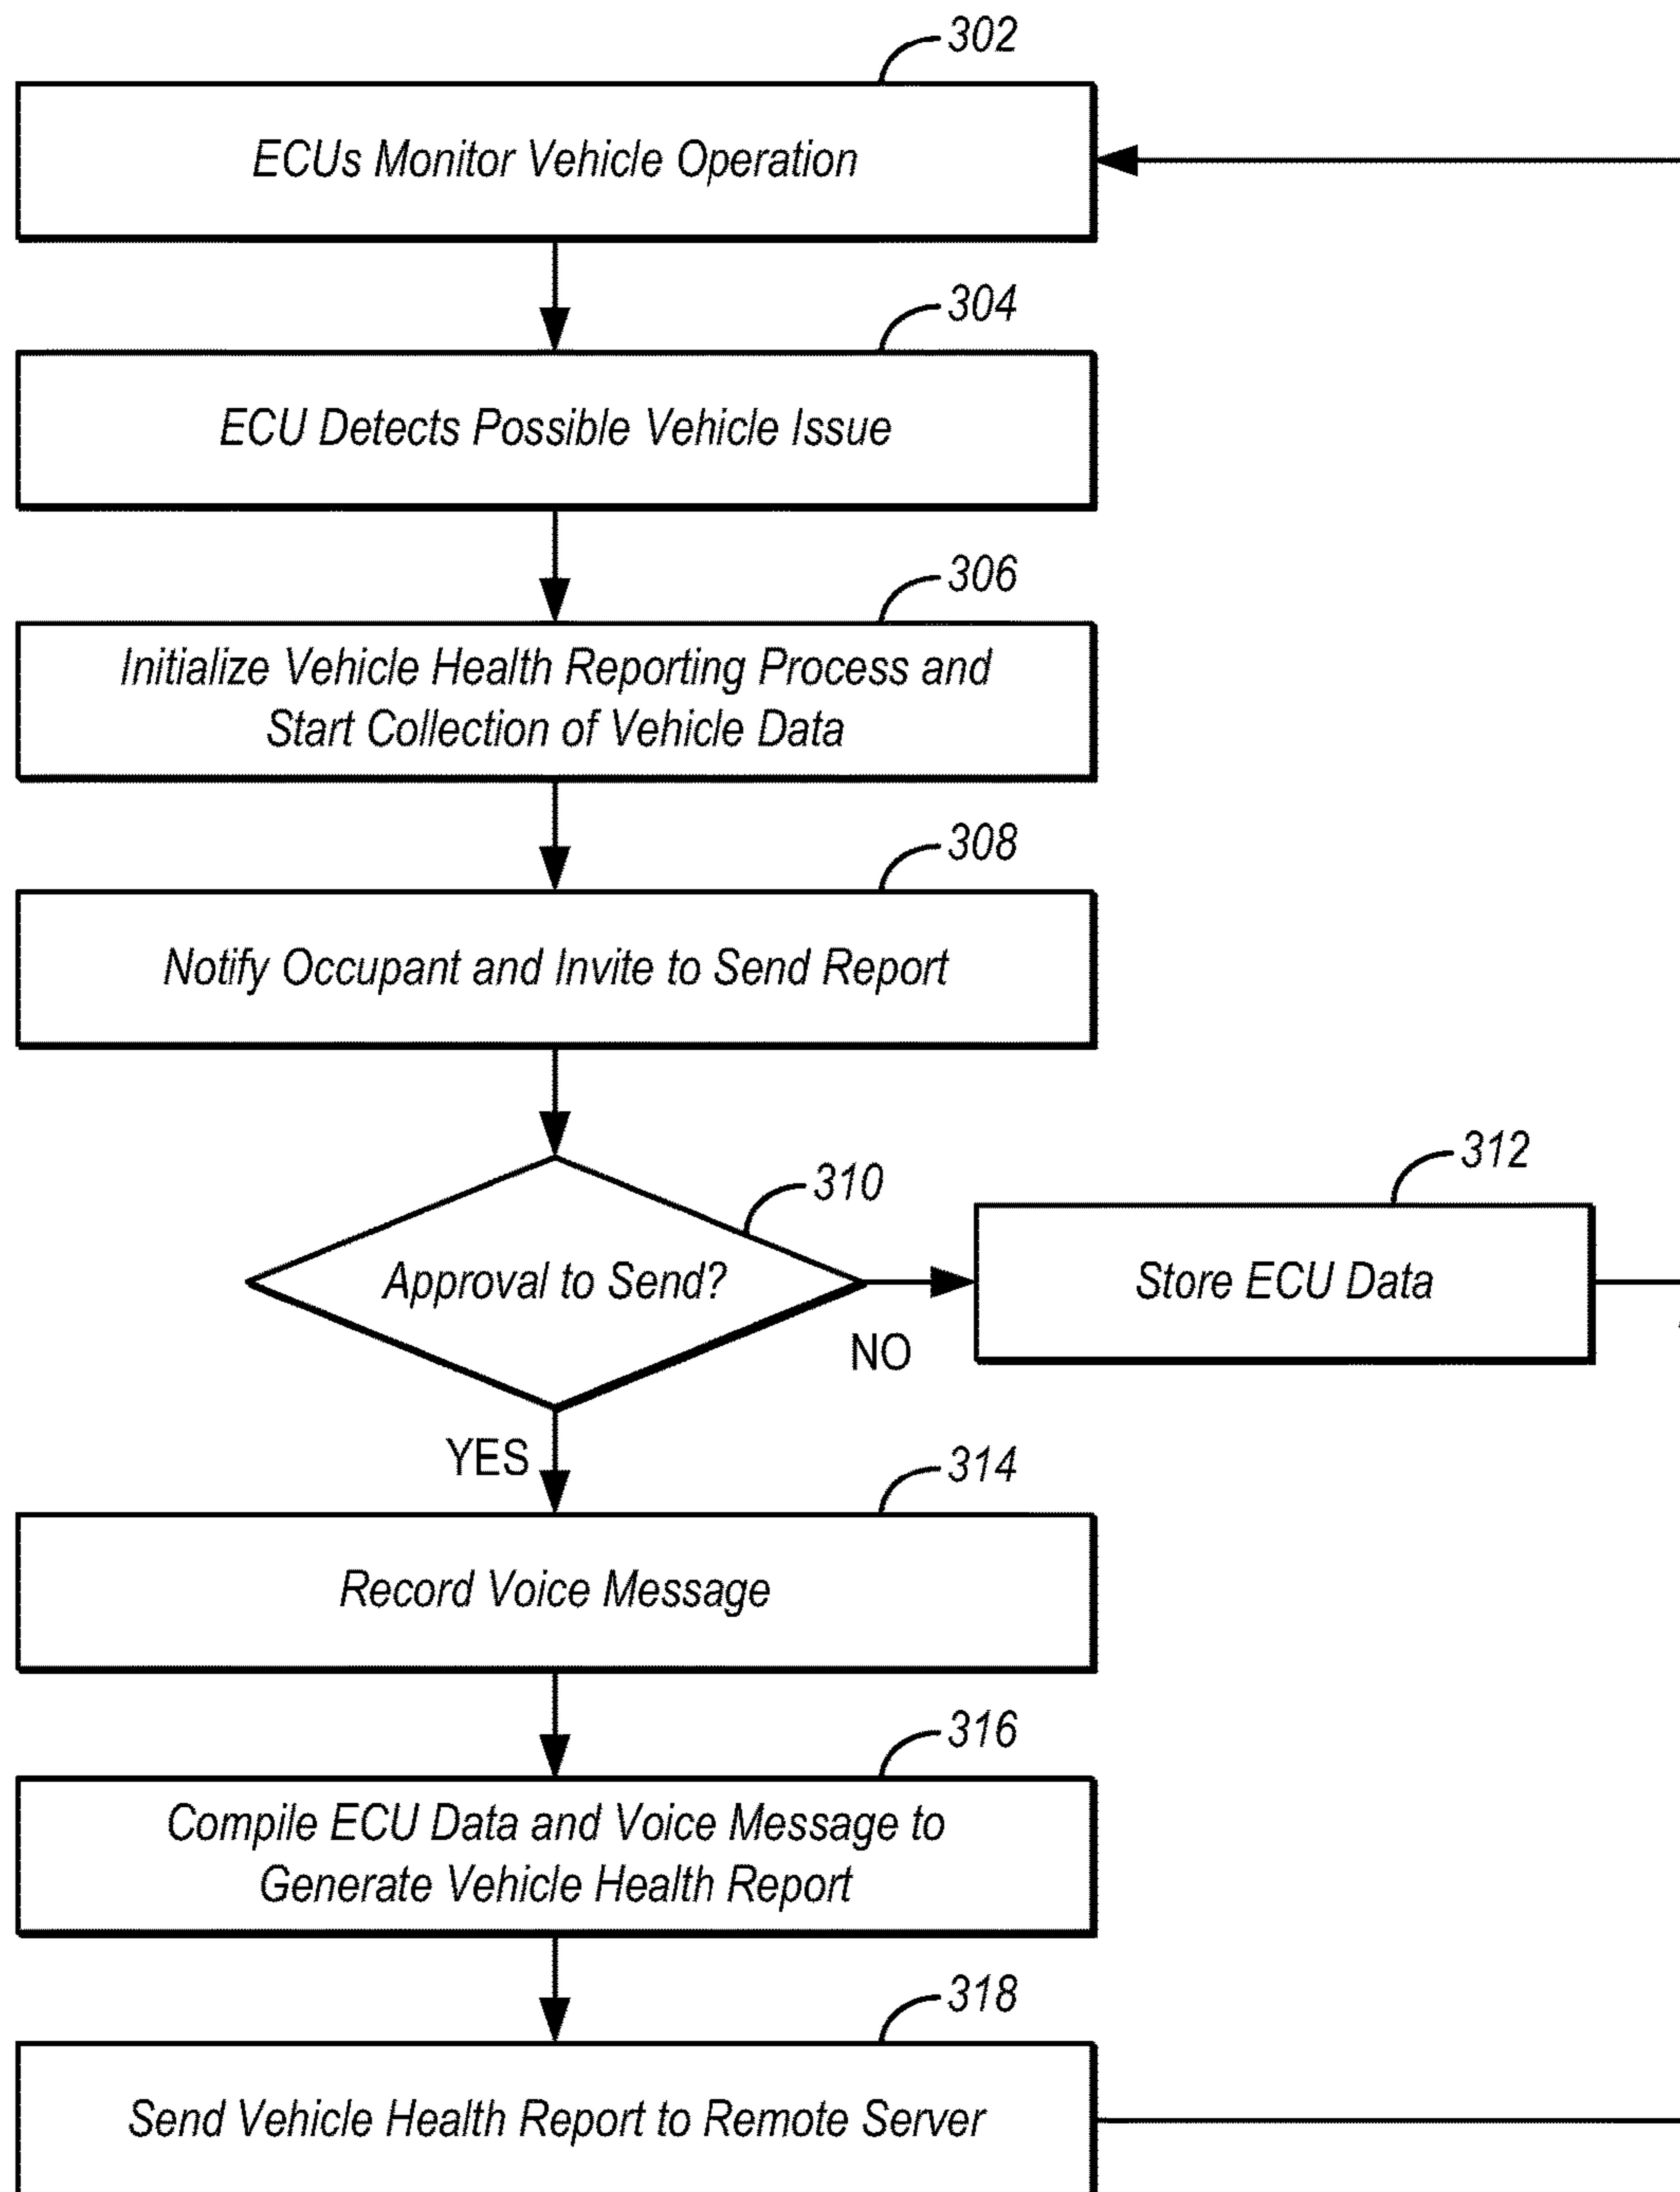 302
ECUs Monitor Vehicle Operation
304
ECU Detects Possible Vehicle Issue
306
Initialize Vehicle Health Reporting Process and
Start Collection of Vehicle Data
308
Notify Occupant and Invite to Send Report
310
Approval to Send?
NO
312
Store ECU Data
YES
314
Record Voice Message
316
Compile ECU Data and Voice Message to
Generate Vehicle Health Report
318
Send Vehicle Health Report to Remote Server